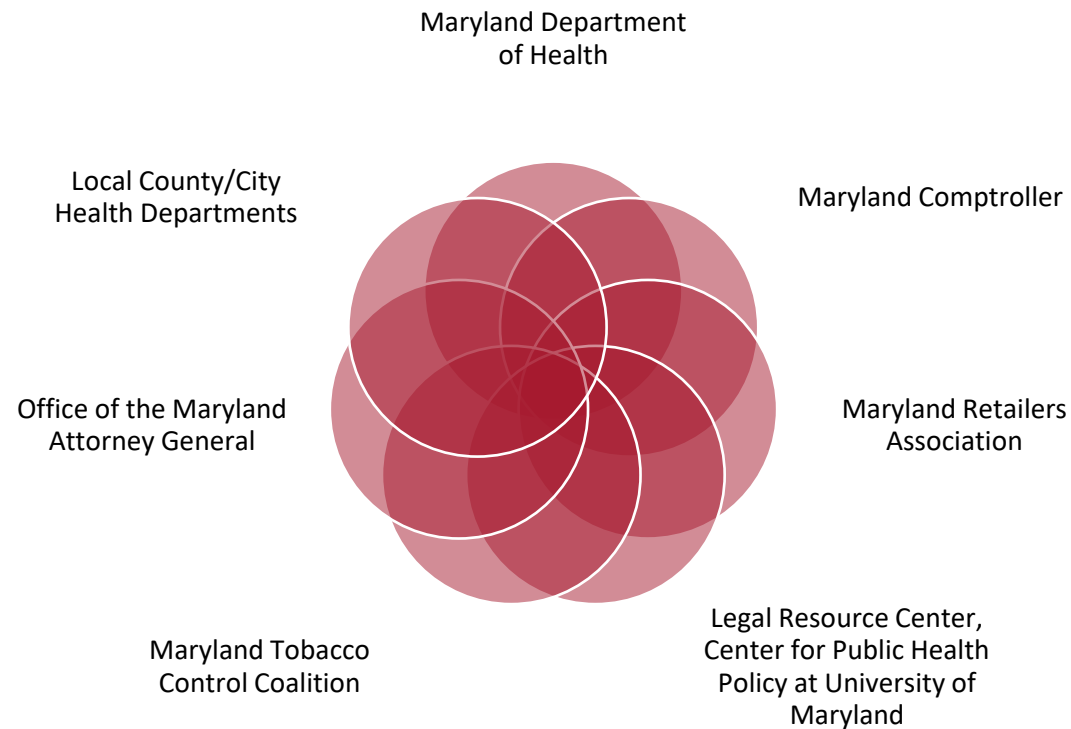 Maryland Department
of Health
Local County/City
Health Departments
Maryland Comptroller
Office of the Maryland
Attorney General
Maryland Retailers
Association
Maryland Tobacco
Control Coalition
Legal Resource Center,
Center for Public Health
Policy at University of
Maryland